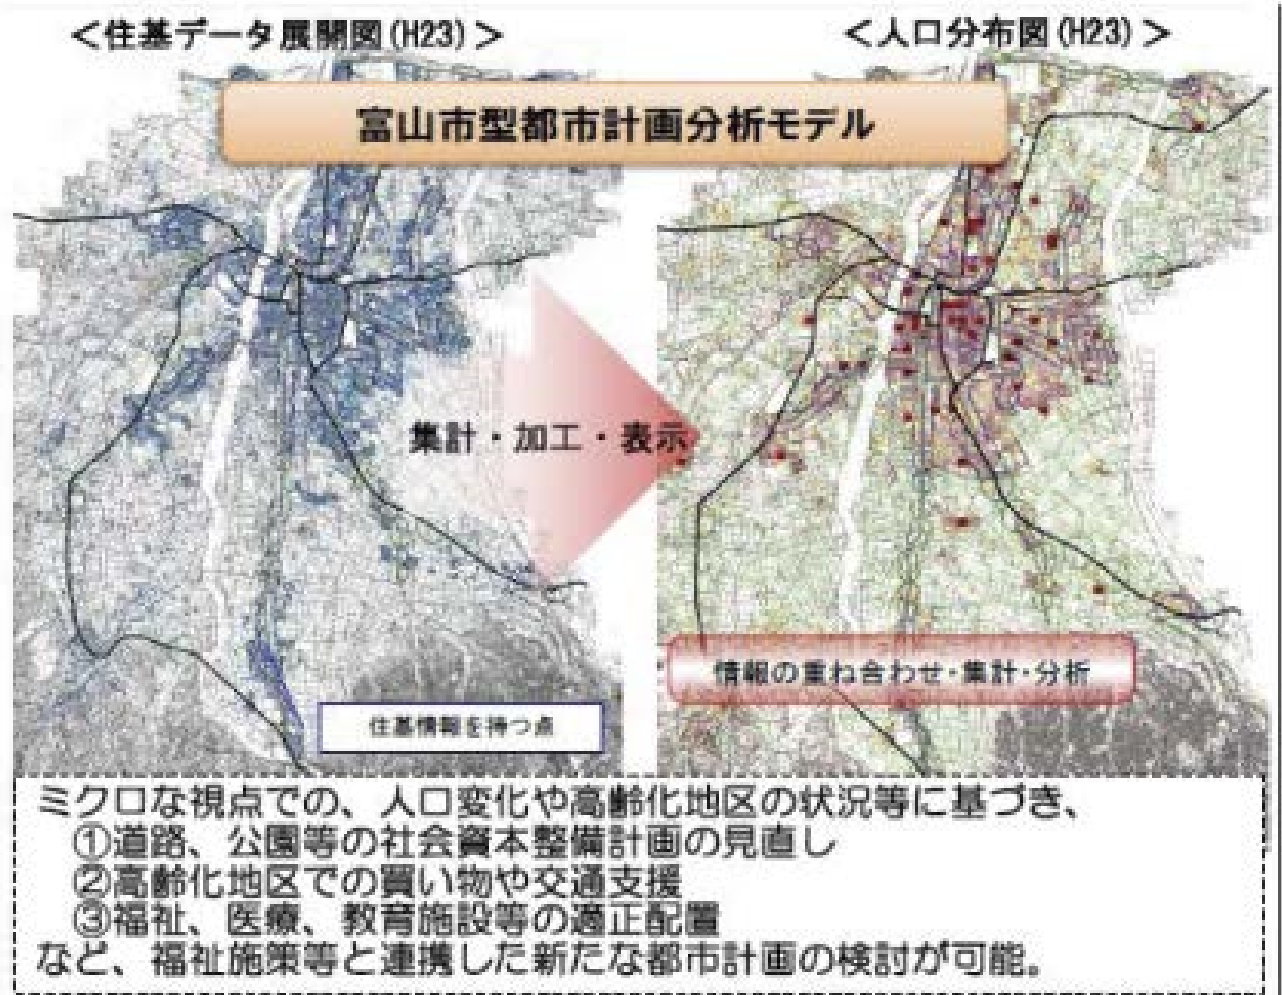 ＜住基データ展開図(H23)＞
＜人口分布図(H23)＞
富山市型都市計画分析モデル
集計・加工・表示
情報の重ね合わせ・集計・分析
住基情報を持つ点
ミクロな視点での、人口変化や高齢化地区の状況等に基づき、
①道路、公園等の社会資本整備計画の見直し
②高齢化地区での買い物や交通支援
③福祉、医療、教育施設等の適正配置
など、福祉施策等と連携した新たな都市計画の検討が可能。